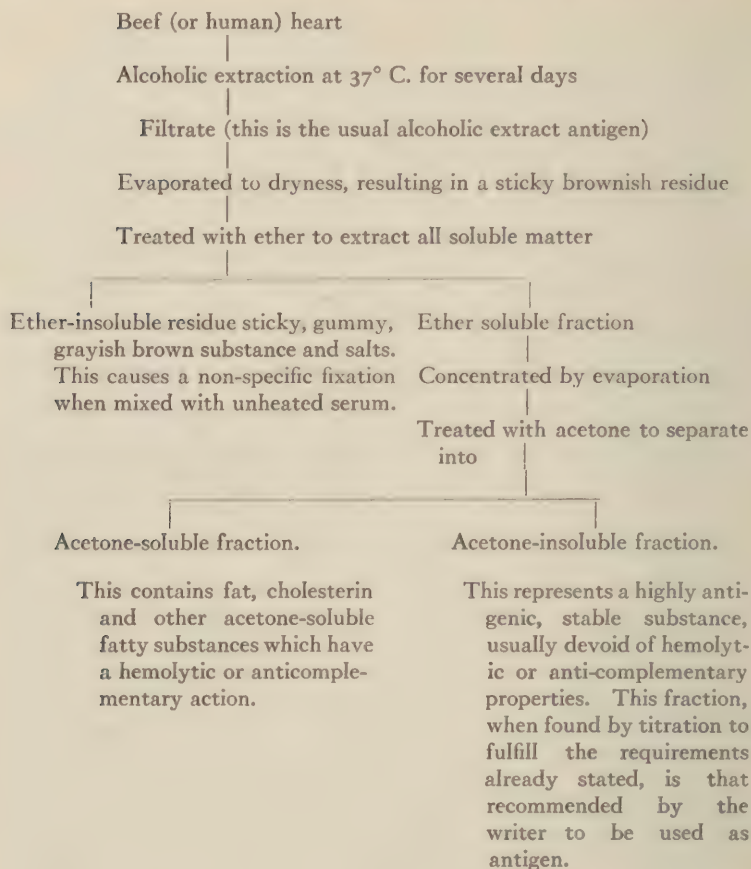 Beef (or human) heart
Alcoholic extraction at 37° C. for several days
Filtrate (this is the usual alcoholic extract antigen)
Evaporated to dryness, resulting in a sticky brownish residue
Treated with ether to extract all soluble matter
Ether-insoluble residue sticky, gummy,
grayish brown substance and salts.
This causes a non-specific fixation
when mixed with unheated serum.
Ether soluble fraction
Concentrated by evaporation
Treated with acetone to separate
into
Acetone-soluble fraction.
This contains fat, cholesterin
and other acetone-soluble
fatty substances which have
a hemolytic or anticomple-
mentary action.
Acetone-insoluble fraction.
This represents a highly anti-
genic, stable substance,
usually devoid of hemolyt-
ic or anti-complementary
properties. This fraction,
when found by titration to
fulfill the requirements
already stated, is that
recommended by the
writer to be used as
antigen.